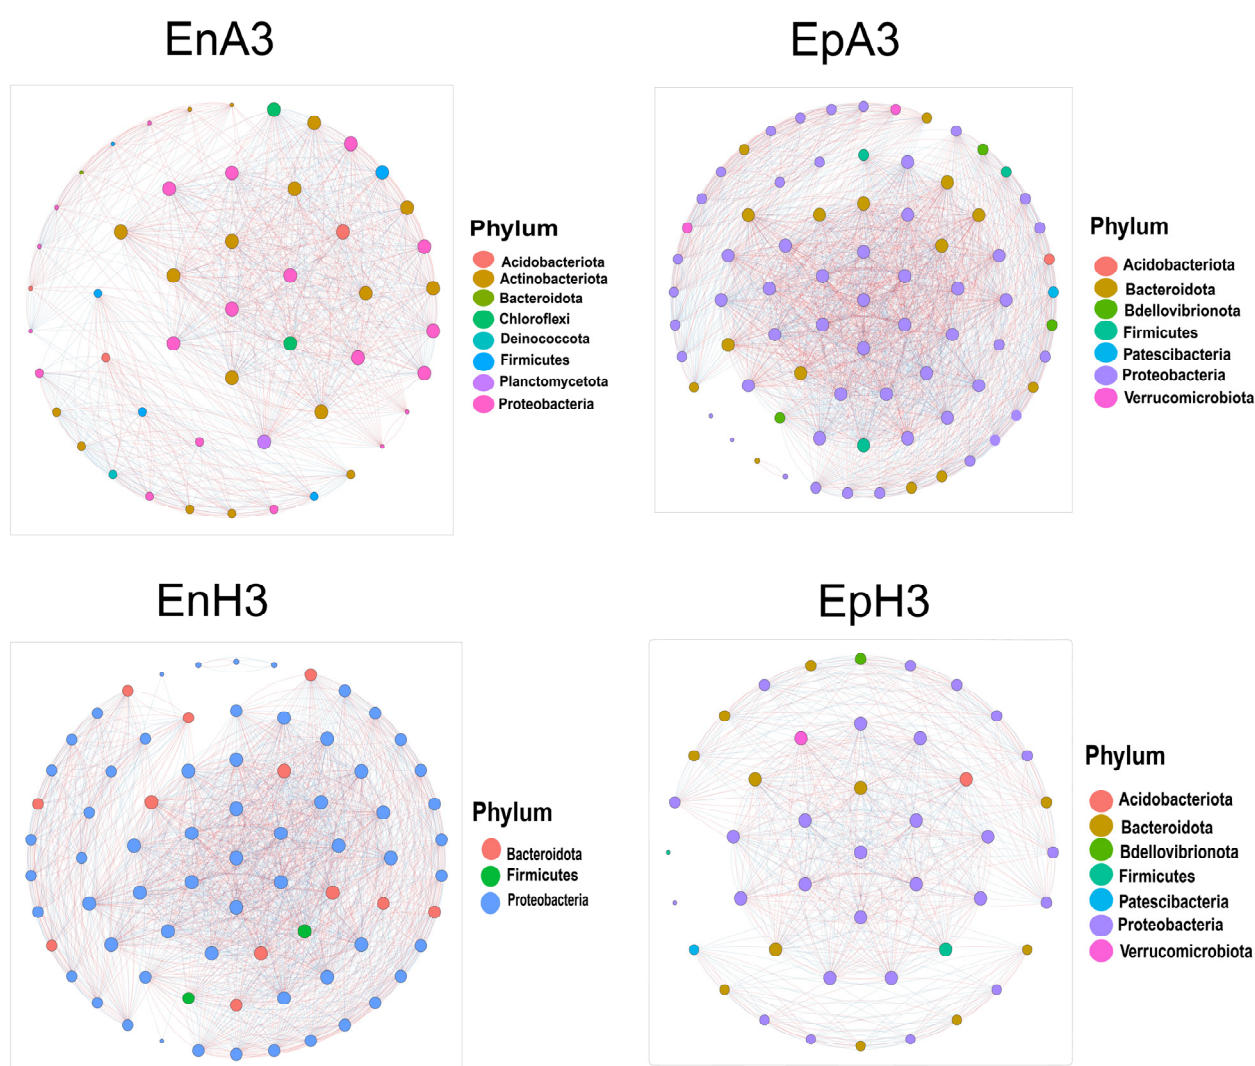 EnA3
Phylum
Acidobacteriota
Actinobacteriota
Bacteroidota
Chloroflexi
Deinococcota
Firmicutes
Planctomycetota
Proteobacteria
EpA3
Phylum
Acidobacteriota
Bacteroidota
Bdellovibrionota
Firmicutes
Patescibacteria
Proteobacteria
Verrucomicrobiota
EnH3
Phylum
Bacteroidota
Firmicutes
Proteobacteria
EpH3
Phylum
Acidobacteriota
Bacteroidota
Bdellovibrionota
Firmicutes
Patescibacteria
Proteobacteria
Verrucomicrobiota